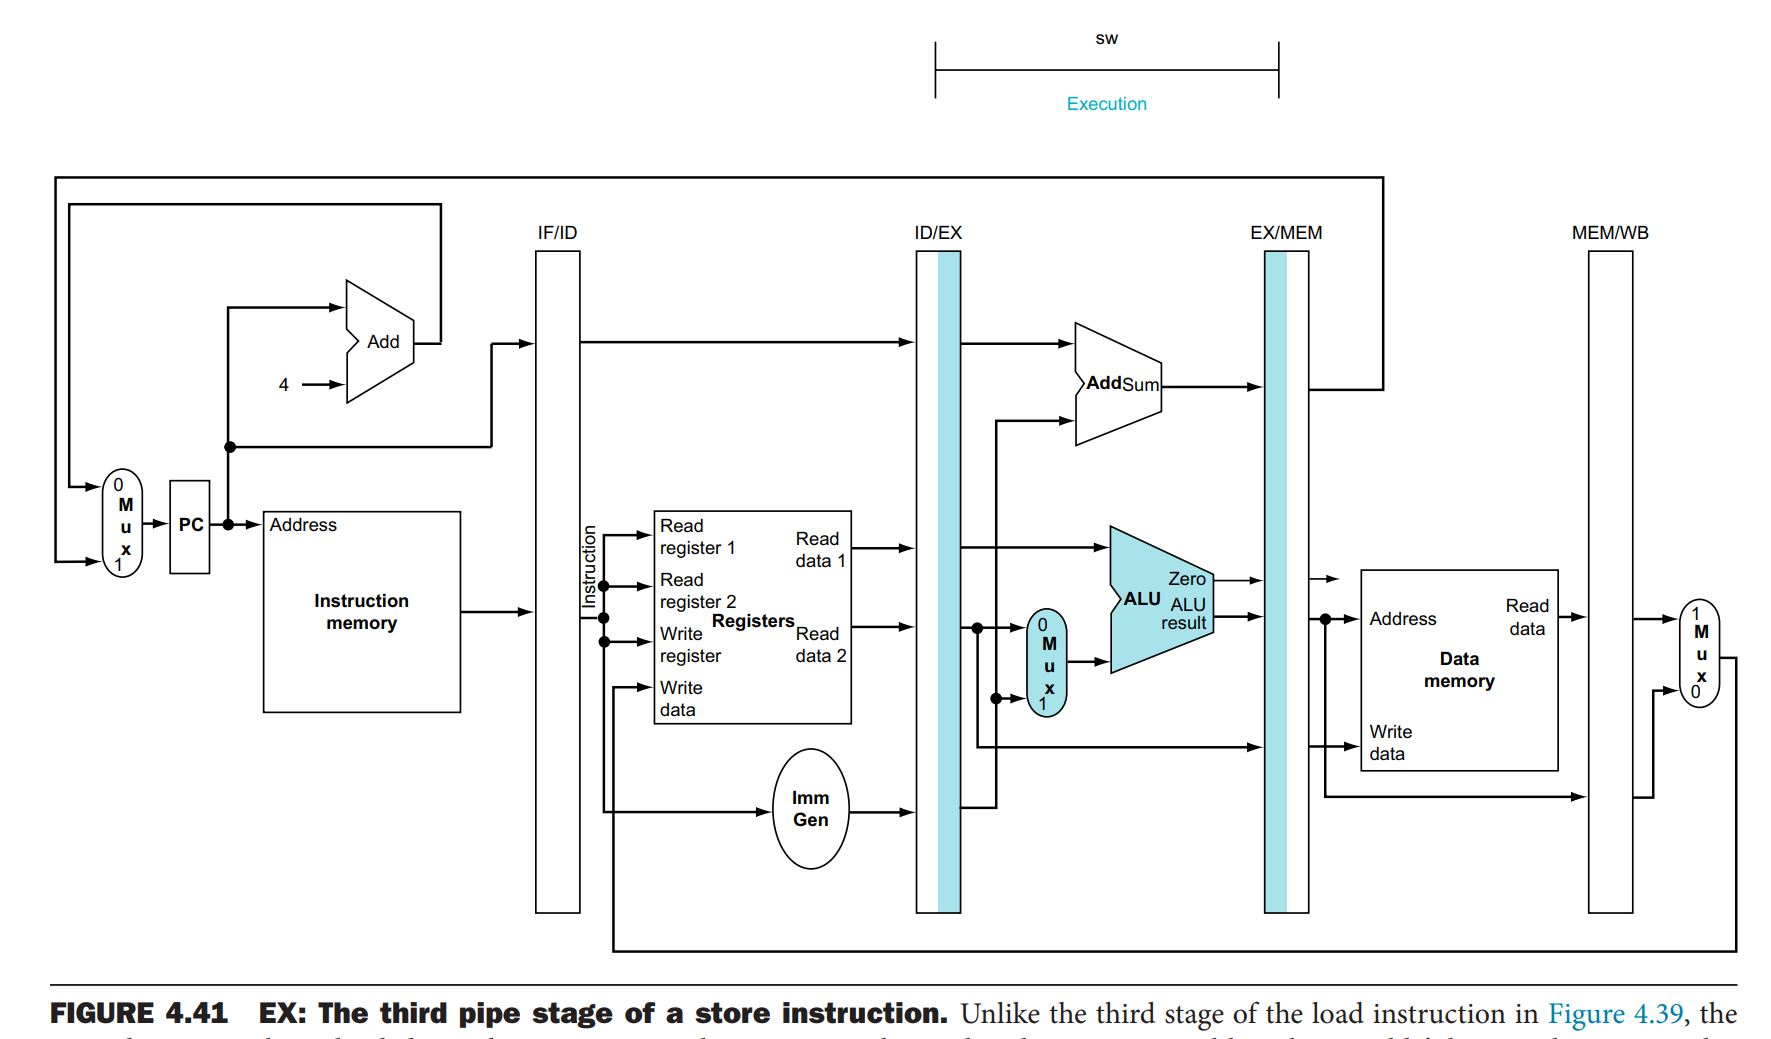 sw
Execution
IF/ID
ID/EX
EX/MEM
MEM/WB
Add
4
Add Sum
0
M
u
x
1
PC
Address
Instruction
memory
Instruction
Read
register 1
Read
register 2
Write
register
Write
data
Registers
Read
data 1
Read
data 2
Imm
Gen
0
M
u
x
1
ALU
Zero
ALU
result
Address
Read
data
Data
memory
Write
data
1
M
u
x
0
FIGURE 4.41 EX: The third pipe stage of a store instruction. Unlike the third stage of the load instruction in Figure 4.39, the